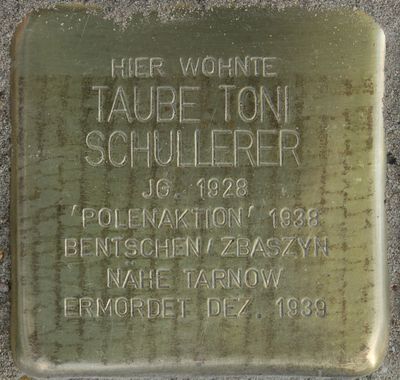 HIER WOHNTE
TAUBE TONI
SCHULLERER
JG. 1928
'POLENAKTION' 1938
BENTSCHEN/ZBASZYN
NAHE TARNOW
ERMORDET DEZ. 1939